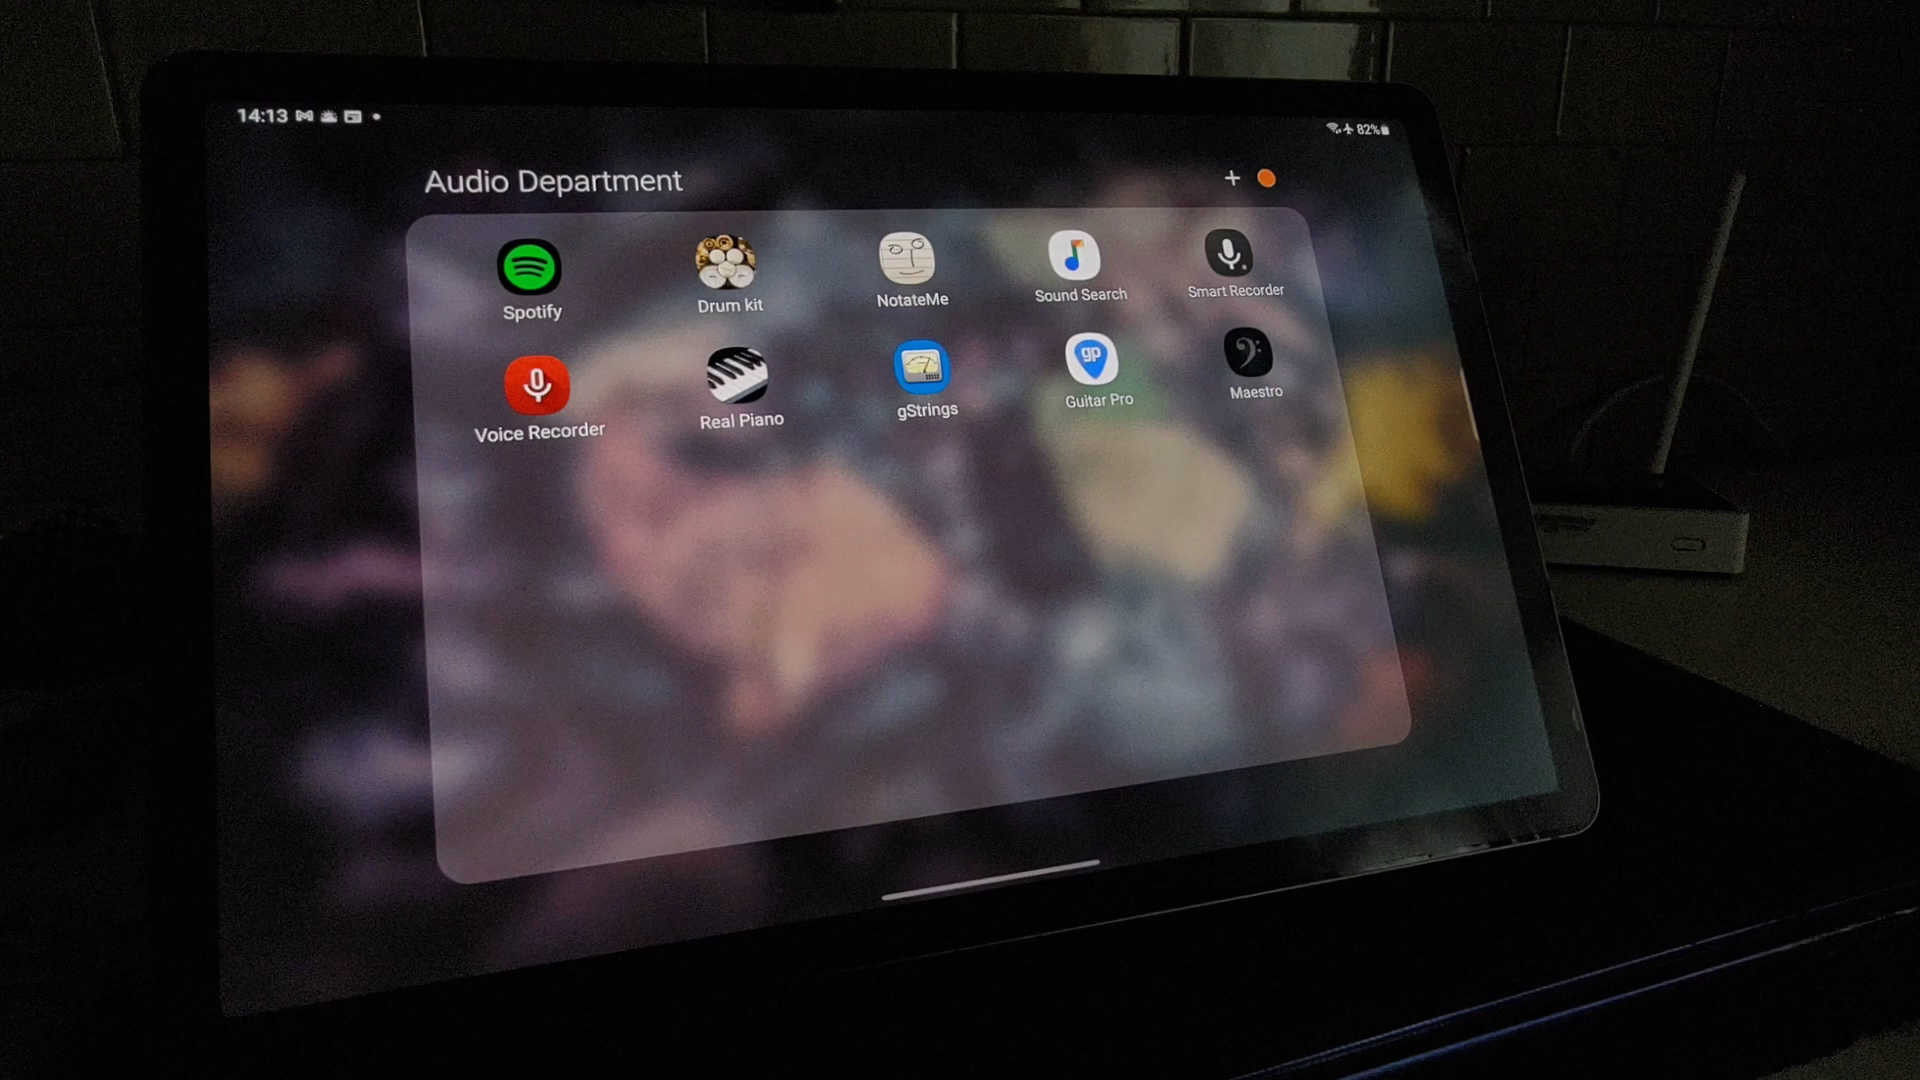 14:13
82%
Audio Department
Spotify
Drum kit
NotateMe
Sound Search
Smart Recorder
Voice Recorder
Real Piano
gStrings
gp
Guitar Pro
Maestro